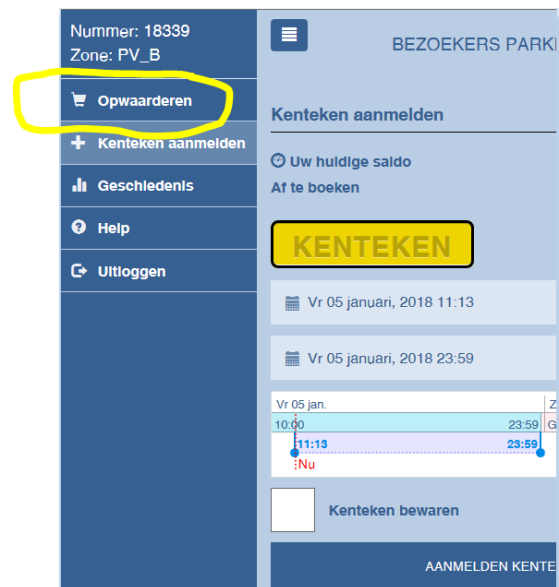 Nummer: 18339
Zone: PV_B
Opwaarderen
Kenteken aanmelden
Geschiedenis
Help
Uitloggen
BEZOEKERS PARKI
Kenteken aanmelden
Uw huidige saldo
Af te boeken
KENTEKEN
Vr 05 januari, 2018 11:13
Vr 05 januari, 2018 23:59
Vr 05 jan. Z
10:00 23:59 G
11:13 23:59
Nu
Kenteken bewaren
AANMELDEN KENTE